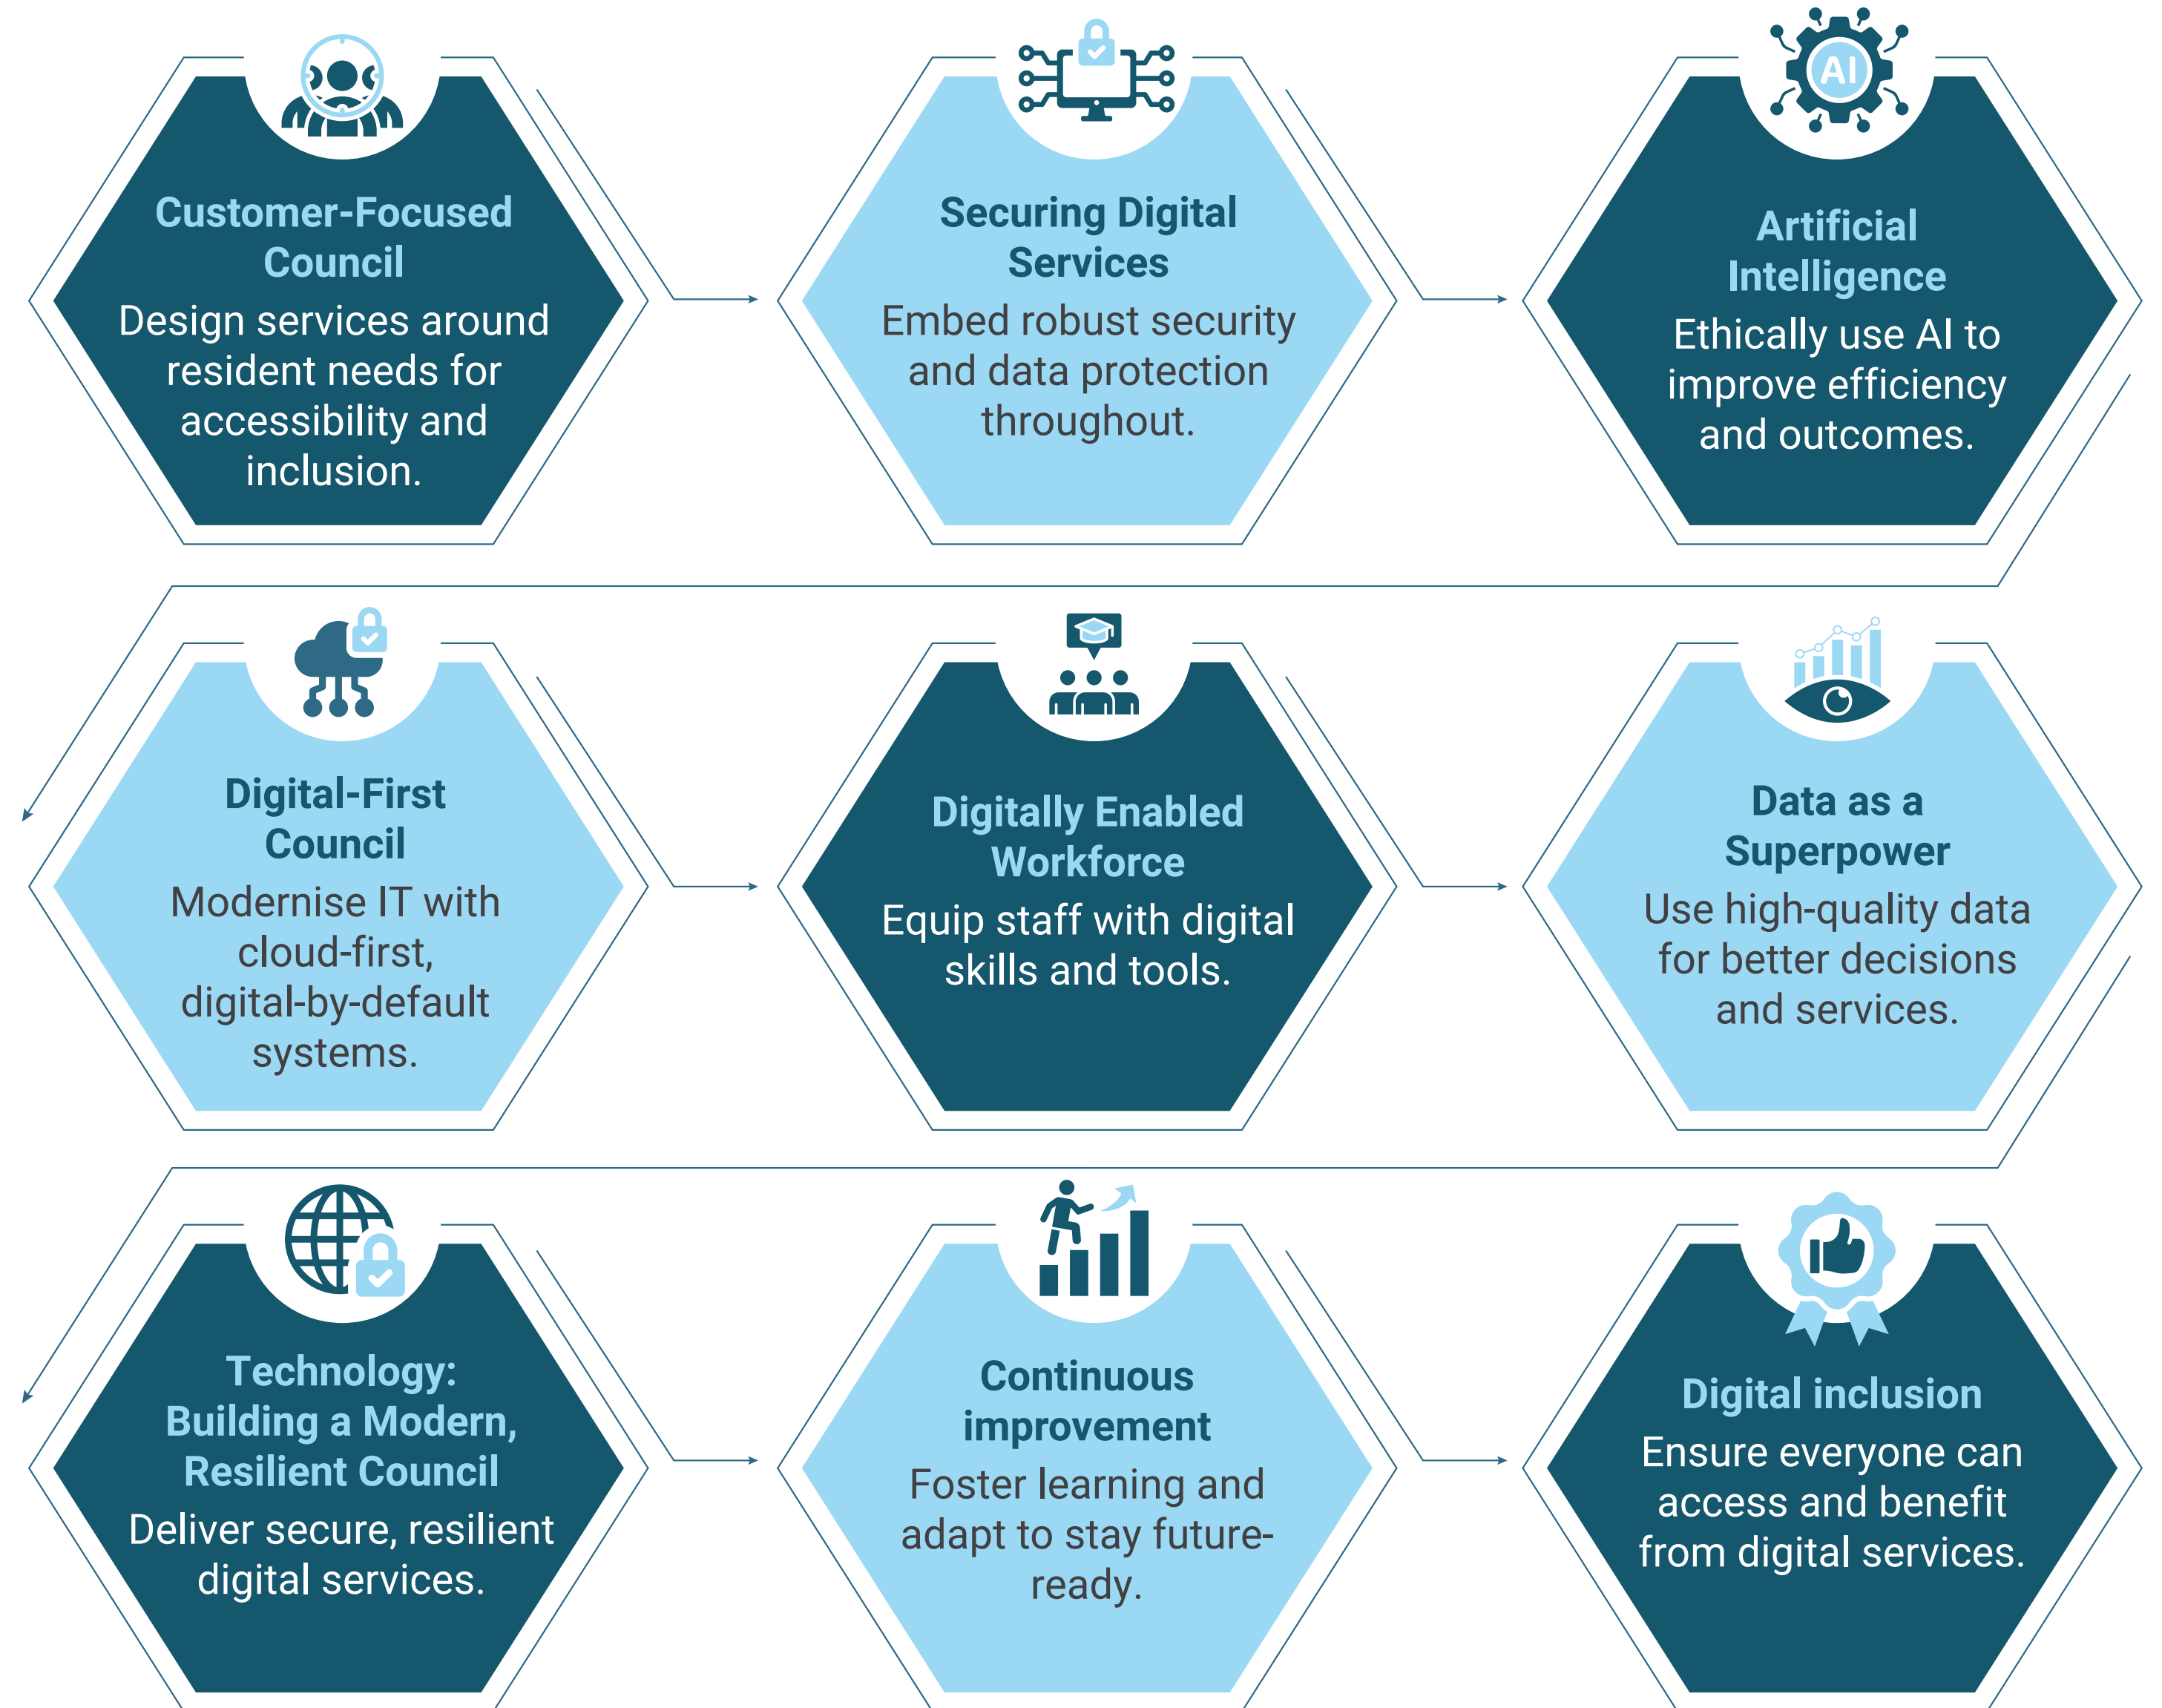 AI
Customer-Focused
Council
Design services around
resident needs for
accessibility and
inclusion.
Securing Digital
Services
Embed robust security
and data protection
throughout.
Artificial
Intelligence
Ethically use AI to
improve efficiency
and outcomes.
Digital-First
Council
Modernise IT with
cloud-first,
digital-by-default
systems.
Digitally Enabled
Workforce
Equip staff with digital
skills and tools.
Data as a
Superpower
Use high-quality data
for better decisions
and services.
Technology:
Building a Modern,
Resilient Council
Deliver secure, resilient
digital services.
Continuous
improvement
Foster learning and
adapt to stay future-
ready.
Digital inclusion
Ensure everyone can
access and benefit
from digital services.